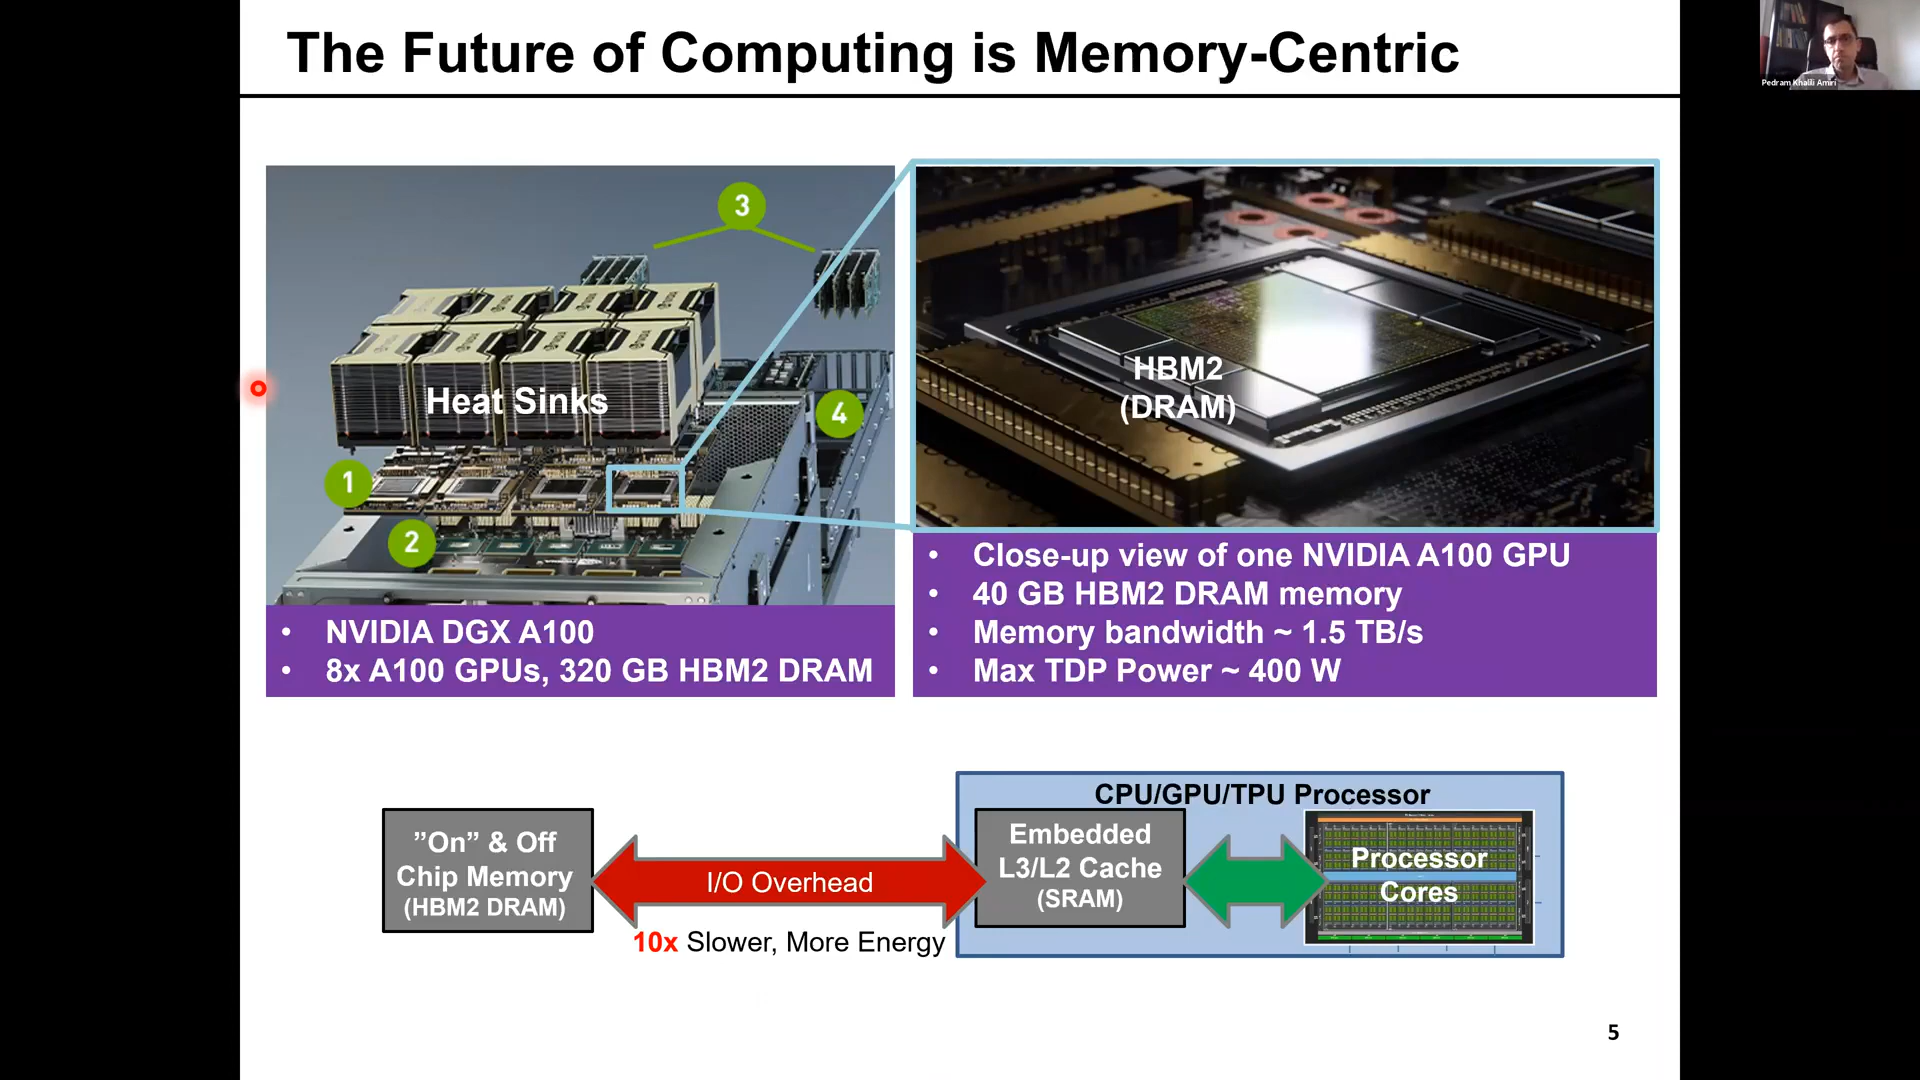 The Future of Computing is Memory-Centric
Pedram Khalili Amiri
3
Heat Sinks
4
1
2
HBM2
(DRAM)
• NVIDIA DGX A100
• 8x A100 GPUs, 320 GB HBM2 DRAM
• Close-up view of one NVIDIA A100 GPU
• 40 GB HBM2 DRAM memory
• Memory bandwidth ~ 1.5 TB/s
• Max TDP Power ~ 400 W
”On” & Off
Chip Memory
(HBM2 DRAM)
I/O Overhead
10x Slower, More Energy
CPU/GPU/TPU Processor
Embedded
L3/L2 Cache
(SRAM)
Processor
Cores
5